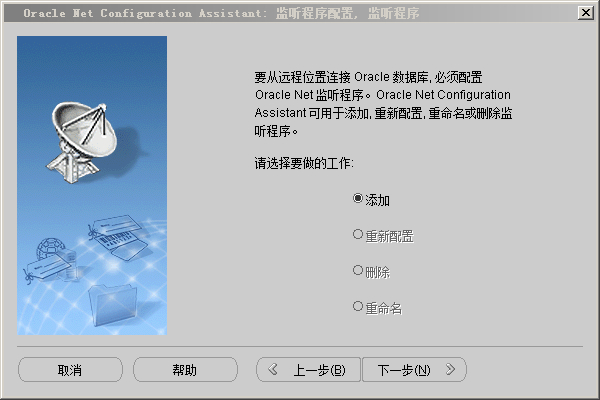 Oracle Net Configuration Assistant: 监听程序配置, 监听程序
要从远程位置连接 Oracle 数据库, 必须配置
Oracle Net 监听程序。Oracle Net Configuration
Assistant 可用于添加, 重新配置, 重命名或删除监
听程序。
请选择要做的工作:
添加
重新配置
删除
重命名
取消
帮助
上一步(B)
下一步(N)